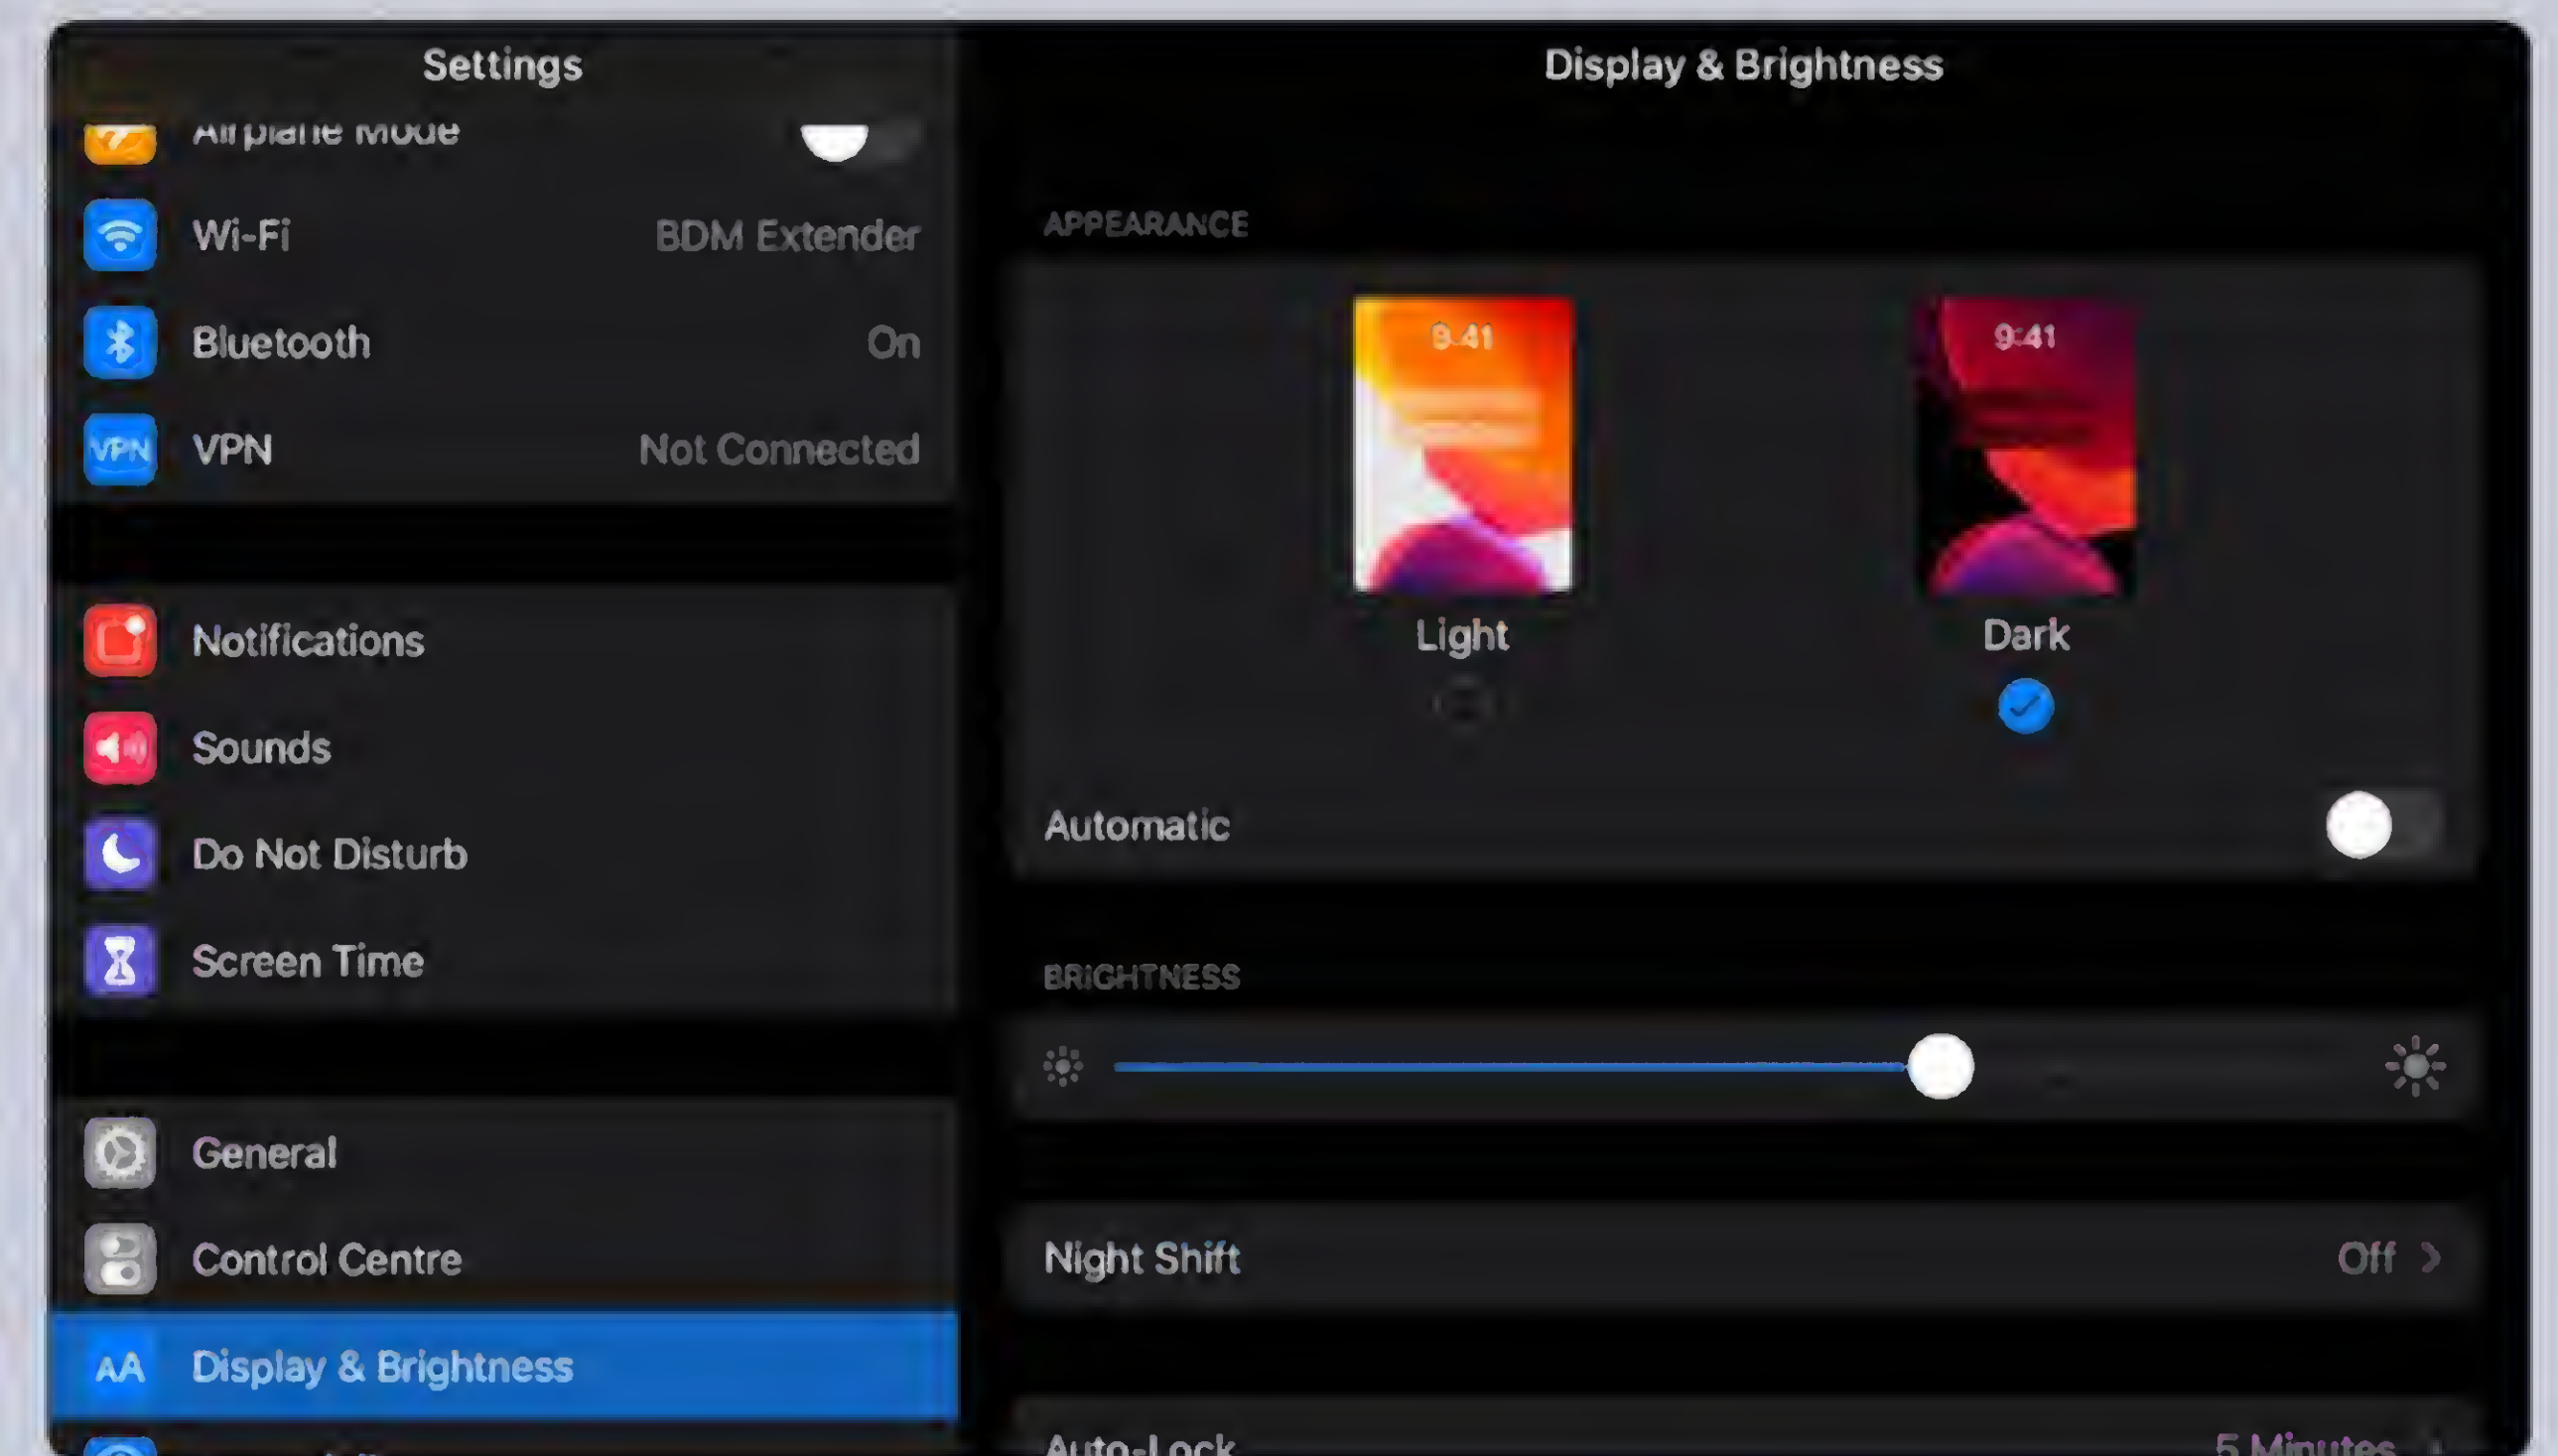 Settings
Airplane Mode
Wi-Fi
BDM Extender
Bluetooth
On
VPN
VPN
Not Connected
Notifications
Sounds
Do Not Disturb
Screen Time
General
Control Centre
AA
Display & Brightness
Display & Brightness
APPEARANCE
9:41
9:41
Light
Dark
Automatic
BRIGHTNESS
Night Shift
Off
Auto-Lock
5 Minutes